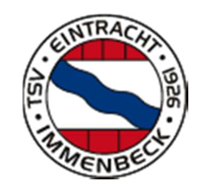 TSV · EINTRACHT · 1926 ·
IMMENBECK